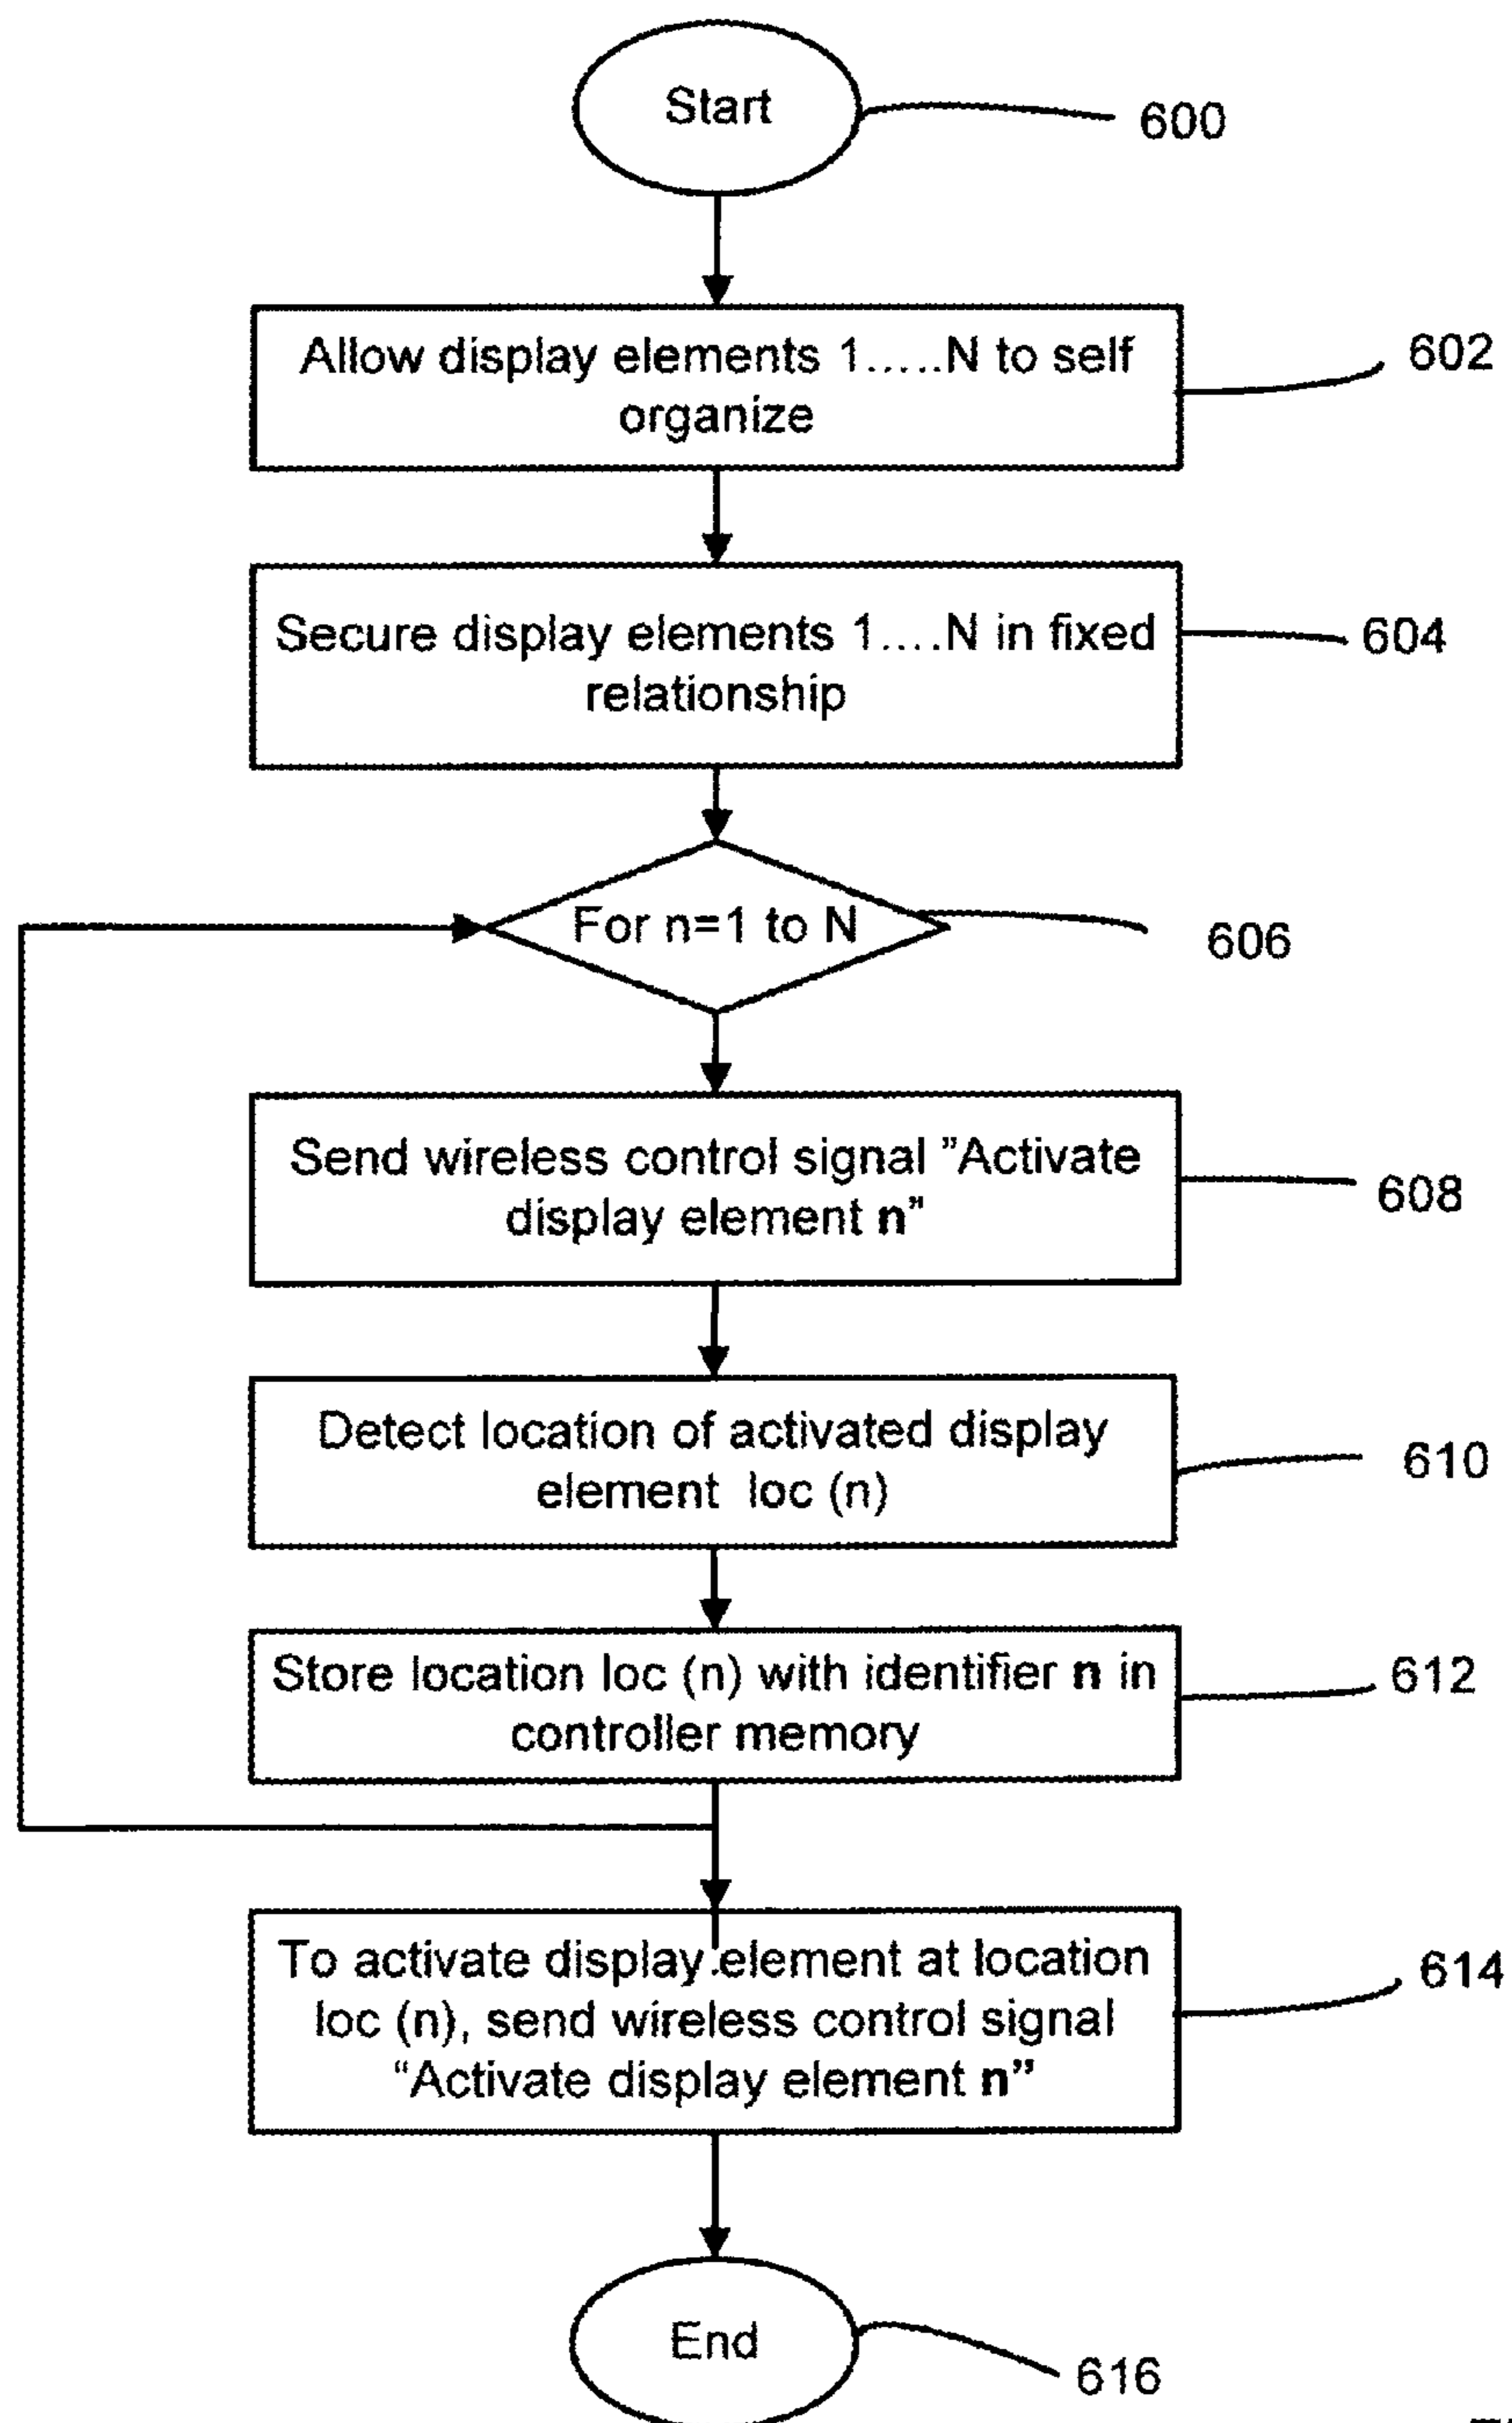 Start
600
Allow display elements 1.....N to self
organize
602
Secure display elements 1....N in fixed
relationship
604
For n=1 to N
606
Send wireless control signal ”Activate
display element n”
608
Detect location of activated display
element loc (n)
610
Store location loc (n) with identifier n in
controller memory
612
To activate display element at location
loc (n), send wireless control signal
“Activate display element n”
614
End
616